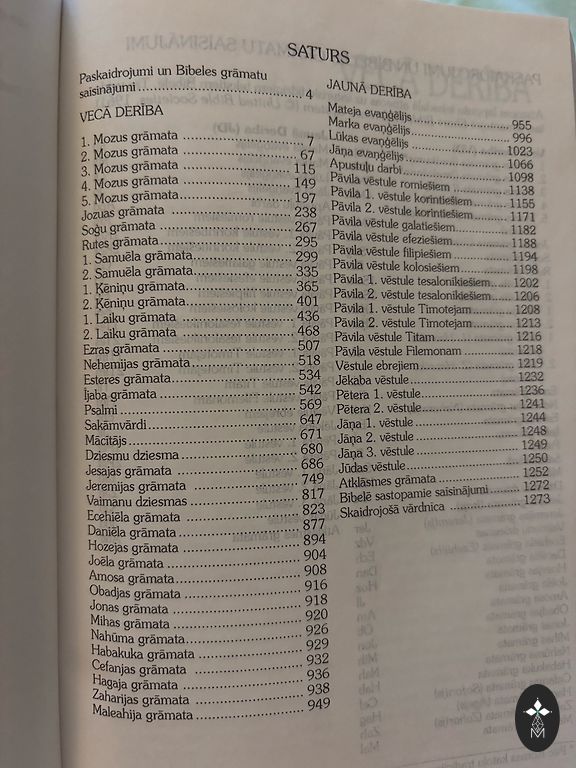 SATURS
Paskaidrojumi un Bibeles grāmatu
saīsinājumi ........................................ 4
VECĀ DERĪBA
1. Mozus grāmata ........................... 7
2. Mozus grāmata ........................... 67
3. Mozus grāmata ........................... 115
4. Mozus grāmata ........................... 149
5. Mozus grāmata ........................... 197
Jozuas grāmata ........................... 238
Soģu grāmata ........................... 267
Rutes grāmata ........................... 295
1. Samuēla grāmata ........................... 299
2. Samuēla grāmata ........................... 335
1. Ķēniņu grāmata ........................... 365
2. Ķēniņu grāmata ........................... 401
1. Laiku grāmata ........................... 436
2. Laiku grāmata ........................... 468
Ezras grāmata ........................... 507
Nehemijas grāmata ........................... 518
Esteres grāmata ........................... 534
Ījaba grāmata ........................... 542
Psalmi ........................... 569
Sakāmvārdi ........................... 647
Mācītājs ........................... 671
Dziesmu dziesma ........................... 680
Jesajas grāmata ........................... 686
Jeremijas grāmata ........................... 749
Vaimanu dziesmas ........................... 817
Ecehiēla grāmata ........................... 823
Daniēla grāmata ........................... 877
Hozejas grāmata ........................... 894
Joēla grāmata ........................... 904
Amosa grāmata ........................... 908
Obadjas grāmata ........................... 916
Jonas grāmata ........................... 918
Mihas grāmata ........................... 920
Nahūma grāmata ........................... 926
Habakuka grāmata ........................... 929
Cefanjas grāmata ........................... 932
Hagaja grāmata ........................... 936
Zaharijas grāmata ........................... 938
Maleahija grāmata ........................... 949
JAUNĀ DERĪBA
Mateja evaņģēlijs ........................... 955
Marka evaņģēlijs ........................... 996
Lūkas evaņģēlijs ........................... 1023
Jāņa evaņģēlijs ........................... 1066
Apustuļu darbi ........................... 1098
Pāvila vēstule romiešiem ........................... 1138
Pāvila 1. vēstule korintiešiem ........................... 1155
Pāvila 2. vēstule korintiešiem ........................... 1171
Pāvila vēstule galatiešiem ........................... 1182
Pāvila vēstule efeziešiem ........................... 1188
Pāvila vēstule filipiešiem ........................... 1194
Pāvila vēstule kolosiešiem ........................... 1198
Pāvila 1. vēstule tesalonikiešiem ........................... 1202
Pāvila 2. vēstule tesalonikiešiem ........................... 1206
Pāvila 1. vēstule Timotejam ........................... 1208
Pāvila 2. vēstule Timotejam ........................... 1213
Pāvila vēstule Titam ........................... 1216
Pāvila vēstule Filemonam ........................... 1218
Vēstule ebrejiem ........................... 1219
Jēkaba vēstule ........................... 1232
Pētera 1. vēstule ........................... 1236
Pētera 2. vēstule ........................... 1241
Jāņa 1. vēstule ........................... 1244
Jāņa 2. vēstule ........................... 1248
Jāņa 3. vēstule ........................... 1249
Jūdas vēstule ........................... 1250
Atklāsmes grāmata ........................... 1252
Bībelē sastopamie saīsinājumi ........................... 1272
Skaidrojošā vārdnīca ........................... 1273
M